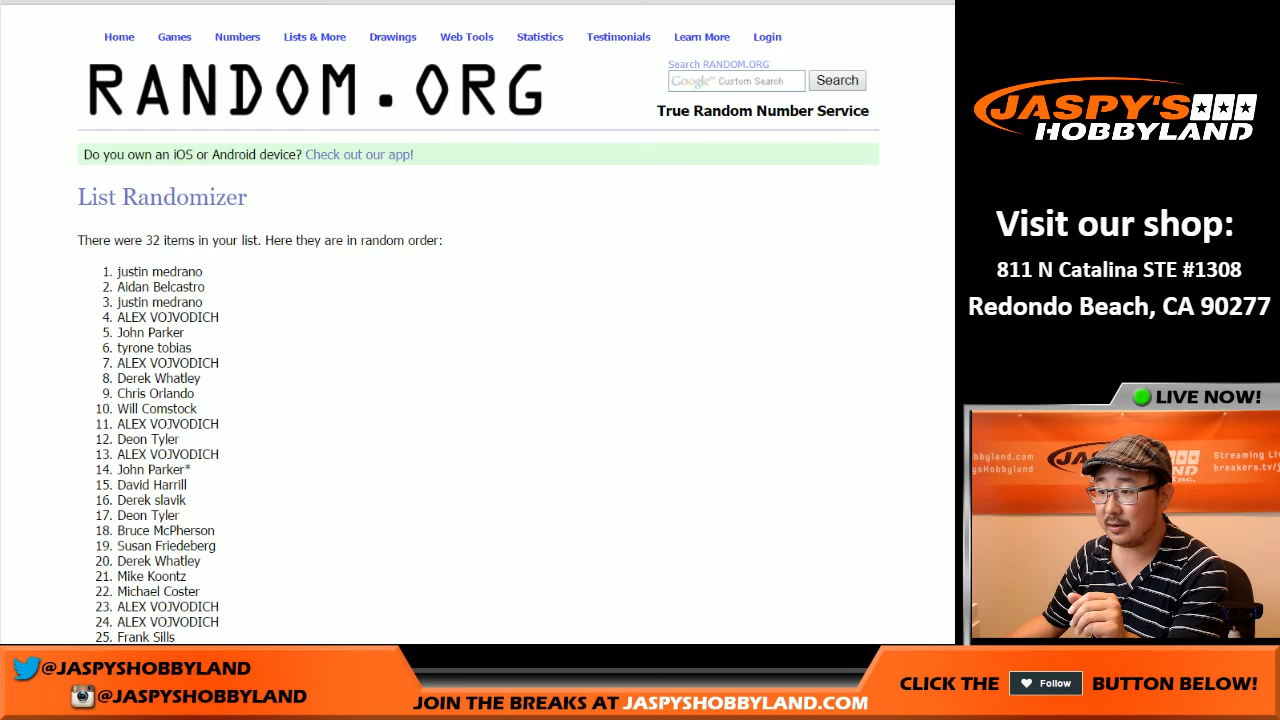 Home Games Numbers Lists & More Drawings Web Tools Statistics Testimonials Learn More Login
RANDOM.ORG
Search RANDOM.ORG
Google™ Custom Search Search
True Random Number Service
Do you own an iOS or Android device? Check out our app!
List Randomizer
There were 32 items in your list. Here they are in random order:
1. justin medrano
2. Aidan Belcastro
3. justin medrano
4. ALEX VOJVODICH
5. John Parker
6. tyrone tobias
7. ALEX VOJVODICH
8. Derek Whatley
9. Chris Orlando
10. Will Comstock
11. ALEX VOJVODICH
12. Deon Tyler
13. ALEX VOJVODICH
14. John Parker*
15. David Harrill
16. Derek slavik
17. Deon Tyler
18. Bruce McPherson
19. Susan Friedeberg
20. Derek Whatley
21. Mike Koontz
22. Michael Coster
23. ALEX VOJVODICH
24. ALEX VOJVODICH
25. Frank Sills
JASPY'S
HOBBYLAND
Visit our shop:
811 N Catalina STE #1308
Redondo Beach, CA 90277
LIVE NOW!
Streaming
breakers.tv/
@JASPYSHOBBYLAND
@JASPYSHOBBYLAND
JOIN THE BREAKS AT JASPYSHOBBYLAND.COM
CLICK THE Follow BUTTON BELOW!